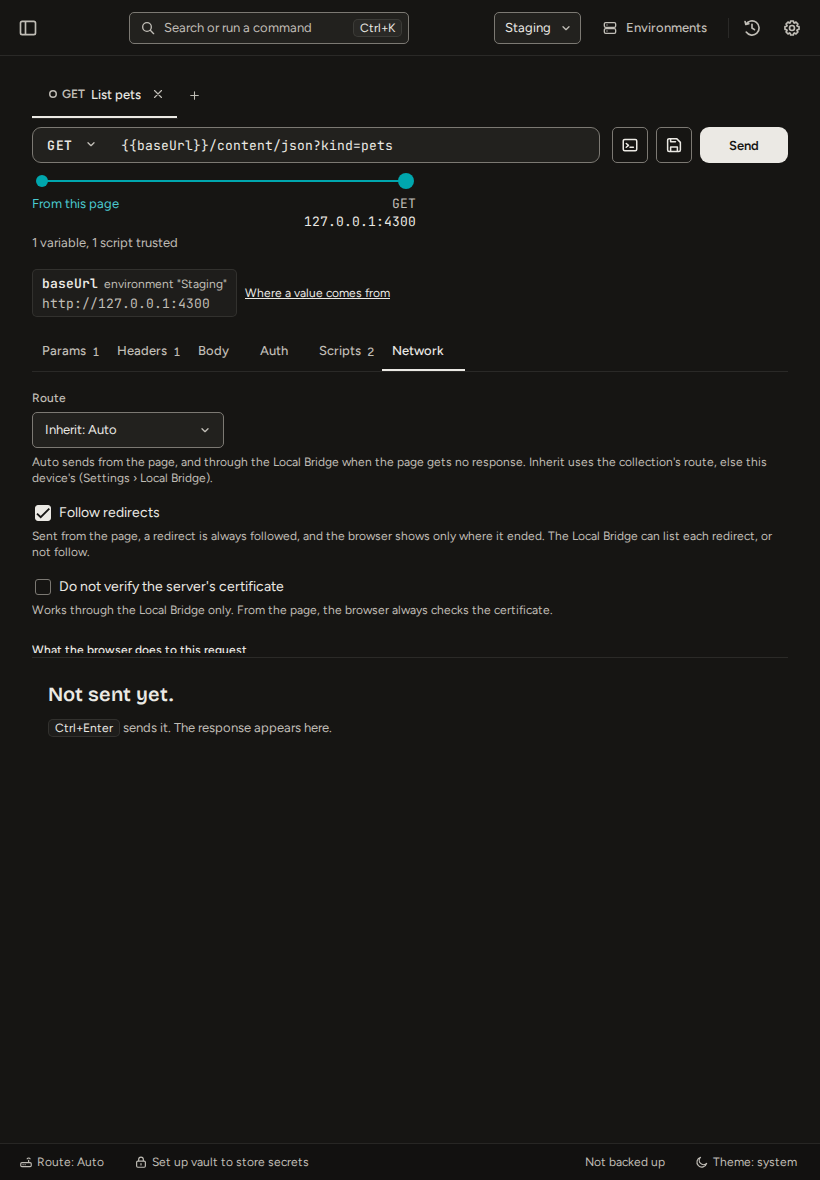 Search or run a command Ctrl+K Staging Environments
GET List pets
GET {{baseUrl}}/content/json?kind=pets Send
From this page GET
127.0.0.1:4300
1 variable, 1 script trusted
baseUrl environment "Staging"
http://127.0.0.1:4300
Where a value comes from
Params 1 Headers 1 Body Auth Scripts 2 Network
Route
Inherit: Auto
Auto sends from the page, and through the Local Bridge when the page gets no response. Inherit uses the collection's route, else this
device's (Settings › Local Bridge).
Follow redirects
Sent from the page, a redirect is always followed, and the browser shows only where it ended. The Local Bridge can list each redirect, or
not follow.
Do not verify the server's certificate
Works through the Local Bridge only. From the page, the browser always checks the certificate.
What the browser does to this request
Not sent yet.
Ctrl+Enter sends it. The response appears here.
Route: Auto Set up vault to store secrets Not backed up Theme: system